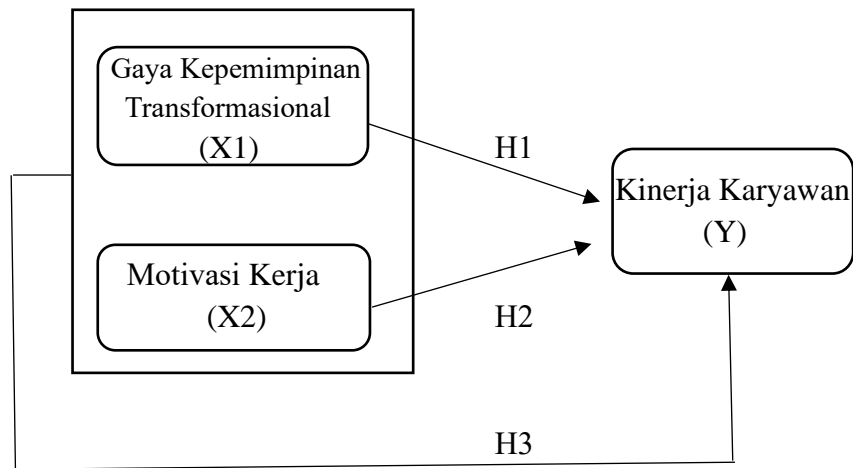 Gaya Kepemimpinan
Transformasional
(X1)
H1
Kinerja Karyawan
(Y)
Motivasi Kerja
(X2)
H2
H3